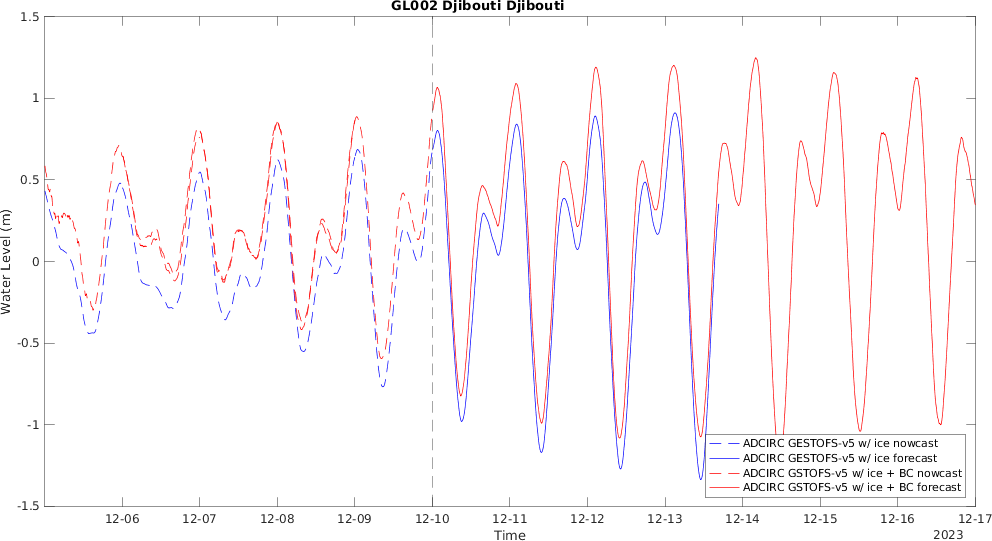 GL002 Djibouti Djibouti
1.5
1
0.5
0
-0.5
-1
-1.5
Water Level (m)
ADCIRC GESTOFS-v5 w/ ice nowcast
ADCIRC GESTOFS-v5 w/ ice forecast
ADCIRC GSTOFS-v5 w/ ice + BC nowcast
ADCIRC GSTOFS-v5 w/ ice + BC forecast
12-06 12-07 12-08 12-09 12-10 12-11 12-12 12-13 12-14 12-15 12-16 12-17
Time
2023